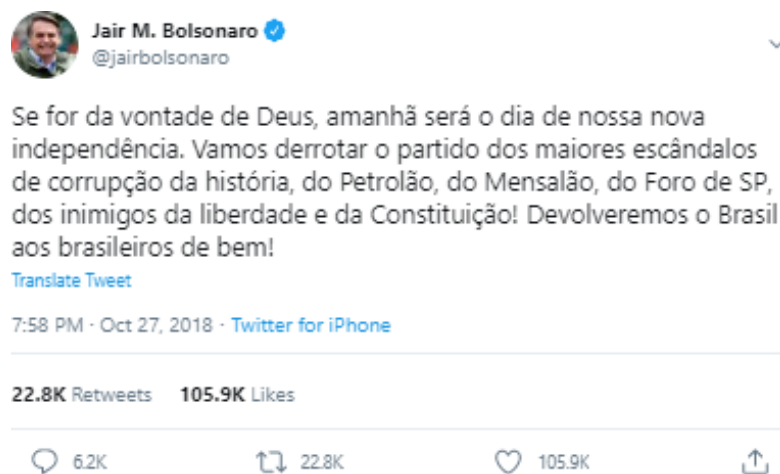 Jair M. Bolsonaro
@jairbolsonaro
Se for da vontade de Deus, amanhã será o dia de nossa nova
independência. Vamos derrotar o partido dos maiores escândalos
de corrupção da história, do Petrolão, do Mensalão, do Foro de SP,
dos inimigos da liberdade e da Constituição! Devolveremos o Brasil
aos brasileiros de bem!
Translate Tweet
7:58 PM · Oct 27, 2018 · Twitter for iPhone
22.8K Retweets 105.9K Likes
6.2K 22.8K 105.9K